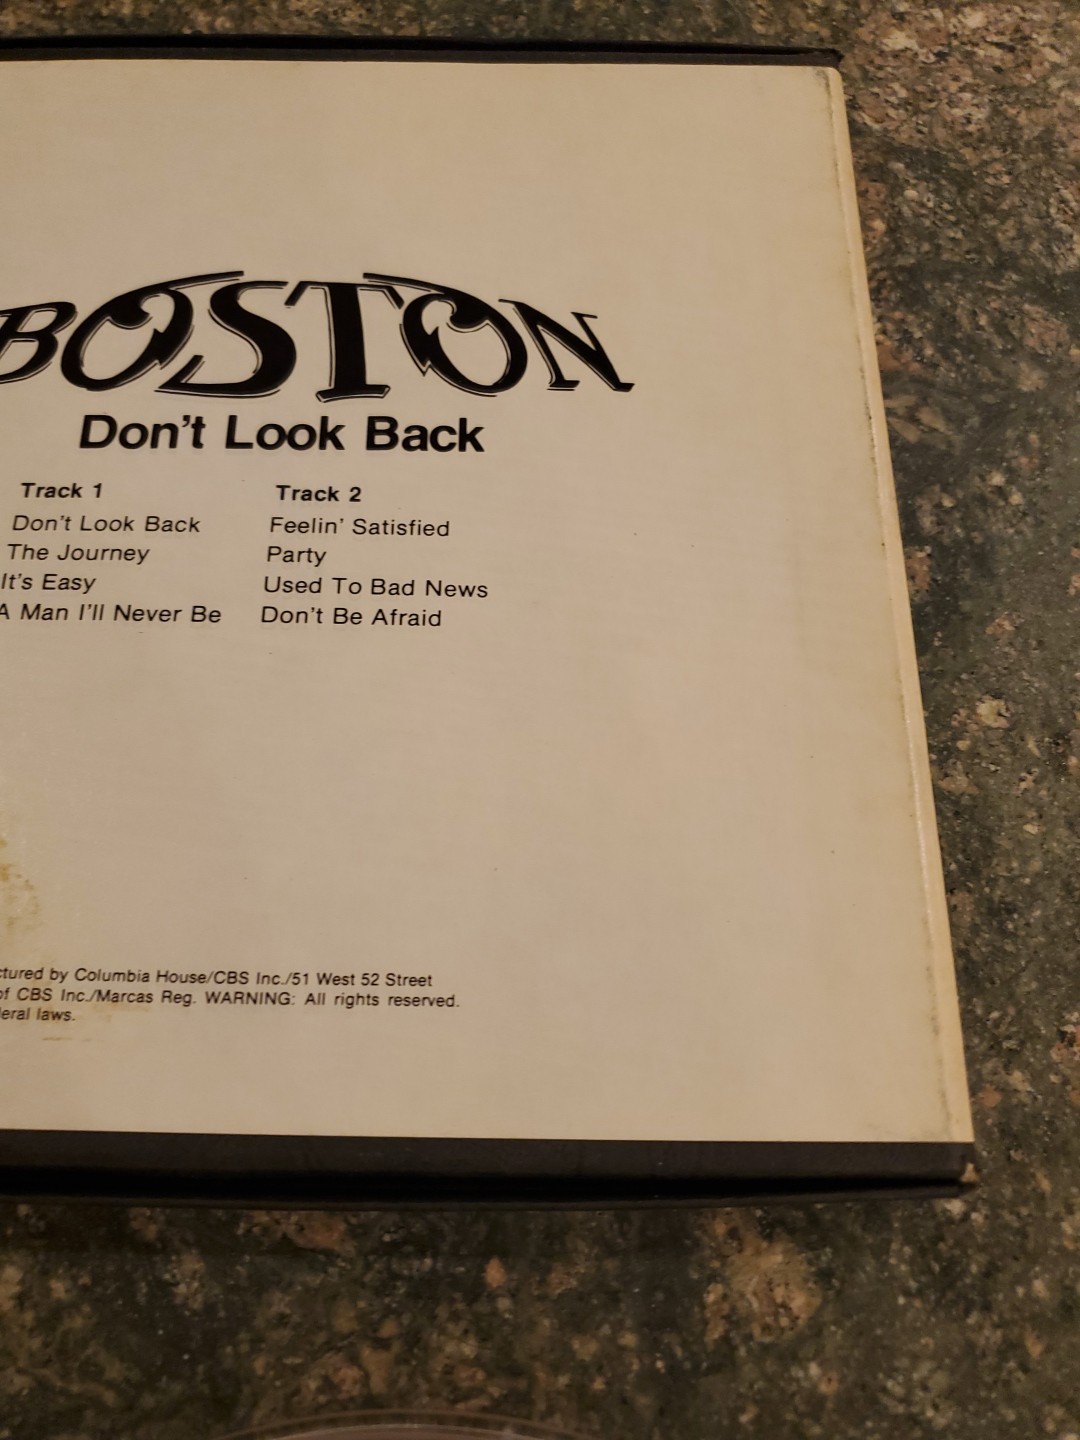 BOSTON
Don't Look Back
Track 1
Don't Look Back
The Journey
It's Easy
A Man I'll Never Be
Track 2
Feelin' Satisfied
Party
Used To Bad News
Don't Be Afraid
ctured by Columbia House/CBS Inc./51 West 52 Street
of CBS Inc./Marcas Reg. WARNING: All rights reserved.
eral laws.